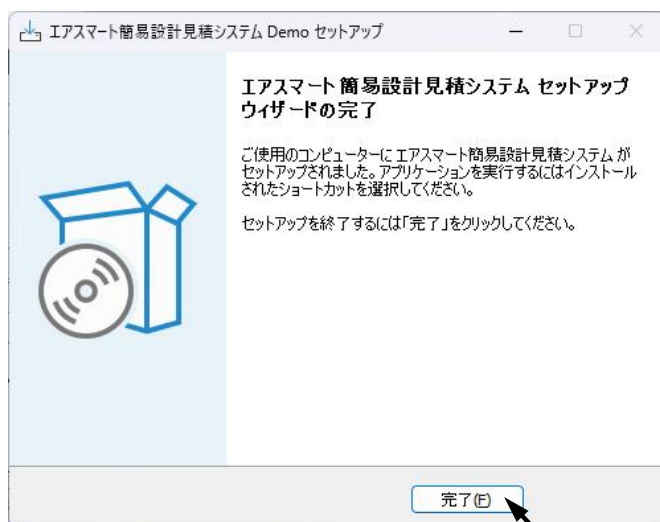 エアスマート簡易設計見積システム Demo セットアップ
エアスマート簡易設計見積システム セットアップ
ウィザードの完了
ご使用のコンピューターに エアスマート簡易設計見積システム が
セットアップされました。アプリケーションを実行するにはインストール
されたショートカットを選択してください。
セットアップを終了するには「完了」をクリックしてください。
完了(F)